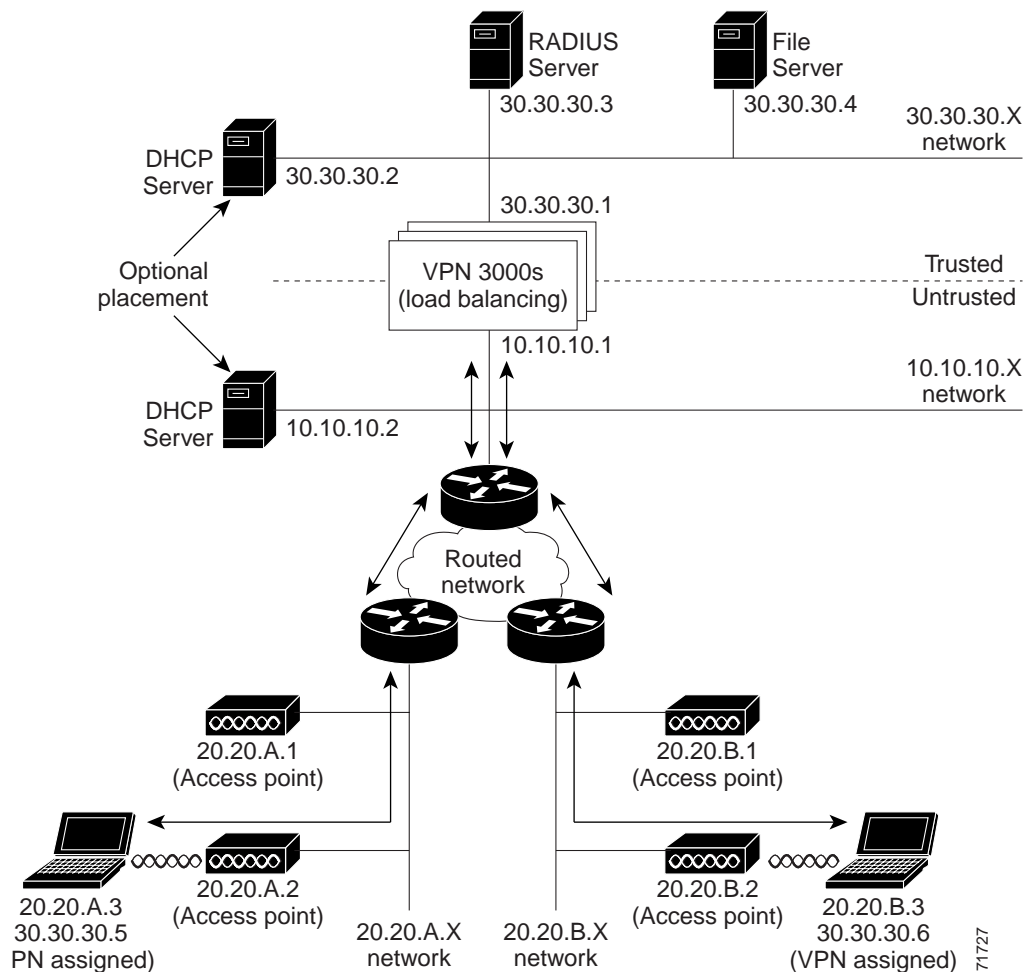 RADIUS
Server
30.30.30.3
File
Server
30.30.30.4
30.30.30.X
network
DHCP
Server
30.30.30.2
30.30.30.1
Optional
placement
VPN 3000s
(load balancing)
Trusted
Untrusted
10.10.10.1
10.10.10.X
network
DHCP
Server
10.10.10.2
Routed
network
20.20.A.1
(Access point)
20.20.B.1
(Access point)
20.20.A.2
(Access point)
20.20.B.2
(Access point)
20.20.A.3
30.30.30.5
PN assigned)
20.20.A.X
network
20.20.B.X
network
20.20.B.3
30.30.30.6
(VPN assigned)
71727